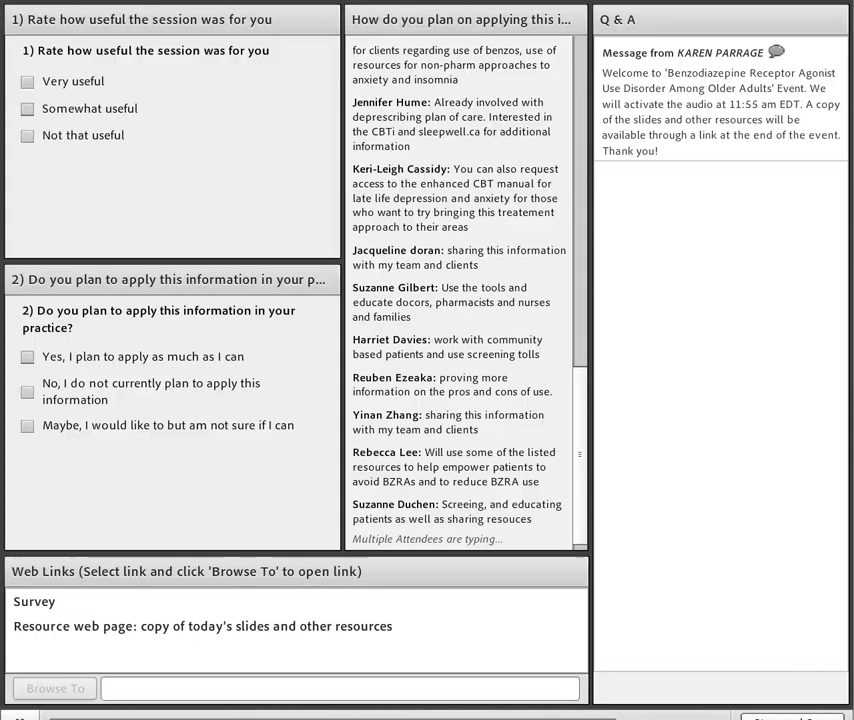 1) Rate how useful the session was for you
1) Rate how useful the session was for you
Very useful
Somewhat useful
Not that useful
2) Do you plan to apply this information in your p...
2) Do you plan to apply this information in your
practice?
Yes, I plan to apply as much as I can
No, I do not currently plan to apply this
information
Maybe, I would like to but am not sure if I can
How do you plan on applying this i...
for clients regarding use of benzos, use of
resources for non-pharm approaches to
anxiety and insomnia
Jennifer Hume: Already involved with
deprescribing plan of care. Interested in
the CBTi and sleepwell.ca for additional
information
Keri-Leigh Cassidy: You can also request
access to the enhanced CBT manual for
late life depression and anxiety for those
who want to try bringing this treatement
approach to their areas
Jacqueline doran: sharing this information
with my team and clients
Suzanne Gilbert: Use the tools and
educate docors, pharmacists and nurses
and families
Harriet Davies: work with community
based patients and use screening tolls
Reuben Ezeaka: proving more
information on the pros and cons of use.
Yinan Zhang: sharing this information
with my team and clients
Rebecca Lee: Will use some of the listed
resources to help empower patients to
avoid BZRAs and to reduce BZRA use
Suzanne Duchen: Screeing, and educating
patients as well as sharing resouces
Multiple Attendees are typing...
Q & A
Message from KAREN PARRAGE
Welcome to 'Benzodiazepine Receptor Agonist
Use Disorder Among Older Adults' Event. We
will activate the audio at 11:55 am EDT. A copy
of the slides and other resources will be
available through a link at the end of the event.
Thank you!
Web Links (Select link and click 'Browse To' to open link)
Survey
Resource web page: copy of today's slides and other resources
Browse To